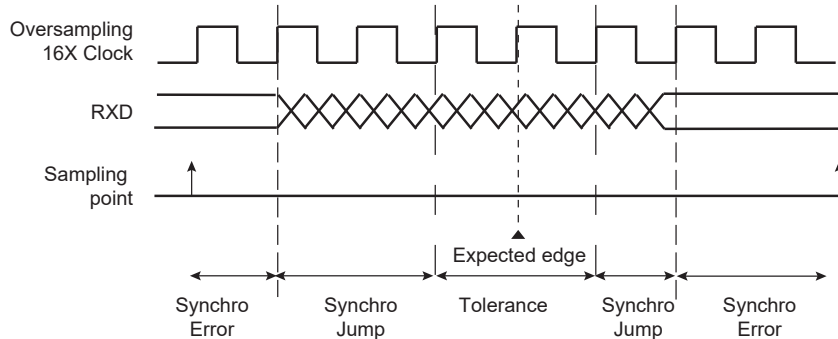 Oversampling
16X Clock
RXD
Sampling
point
Expected edge
Synchro
Error
Synchro
Jump
Tolerance
Synchro
Jump
Synchro
Error